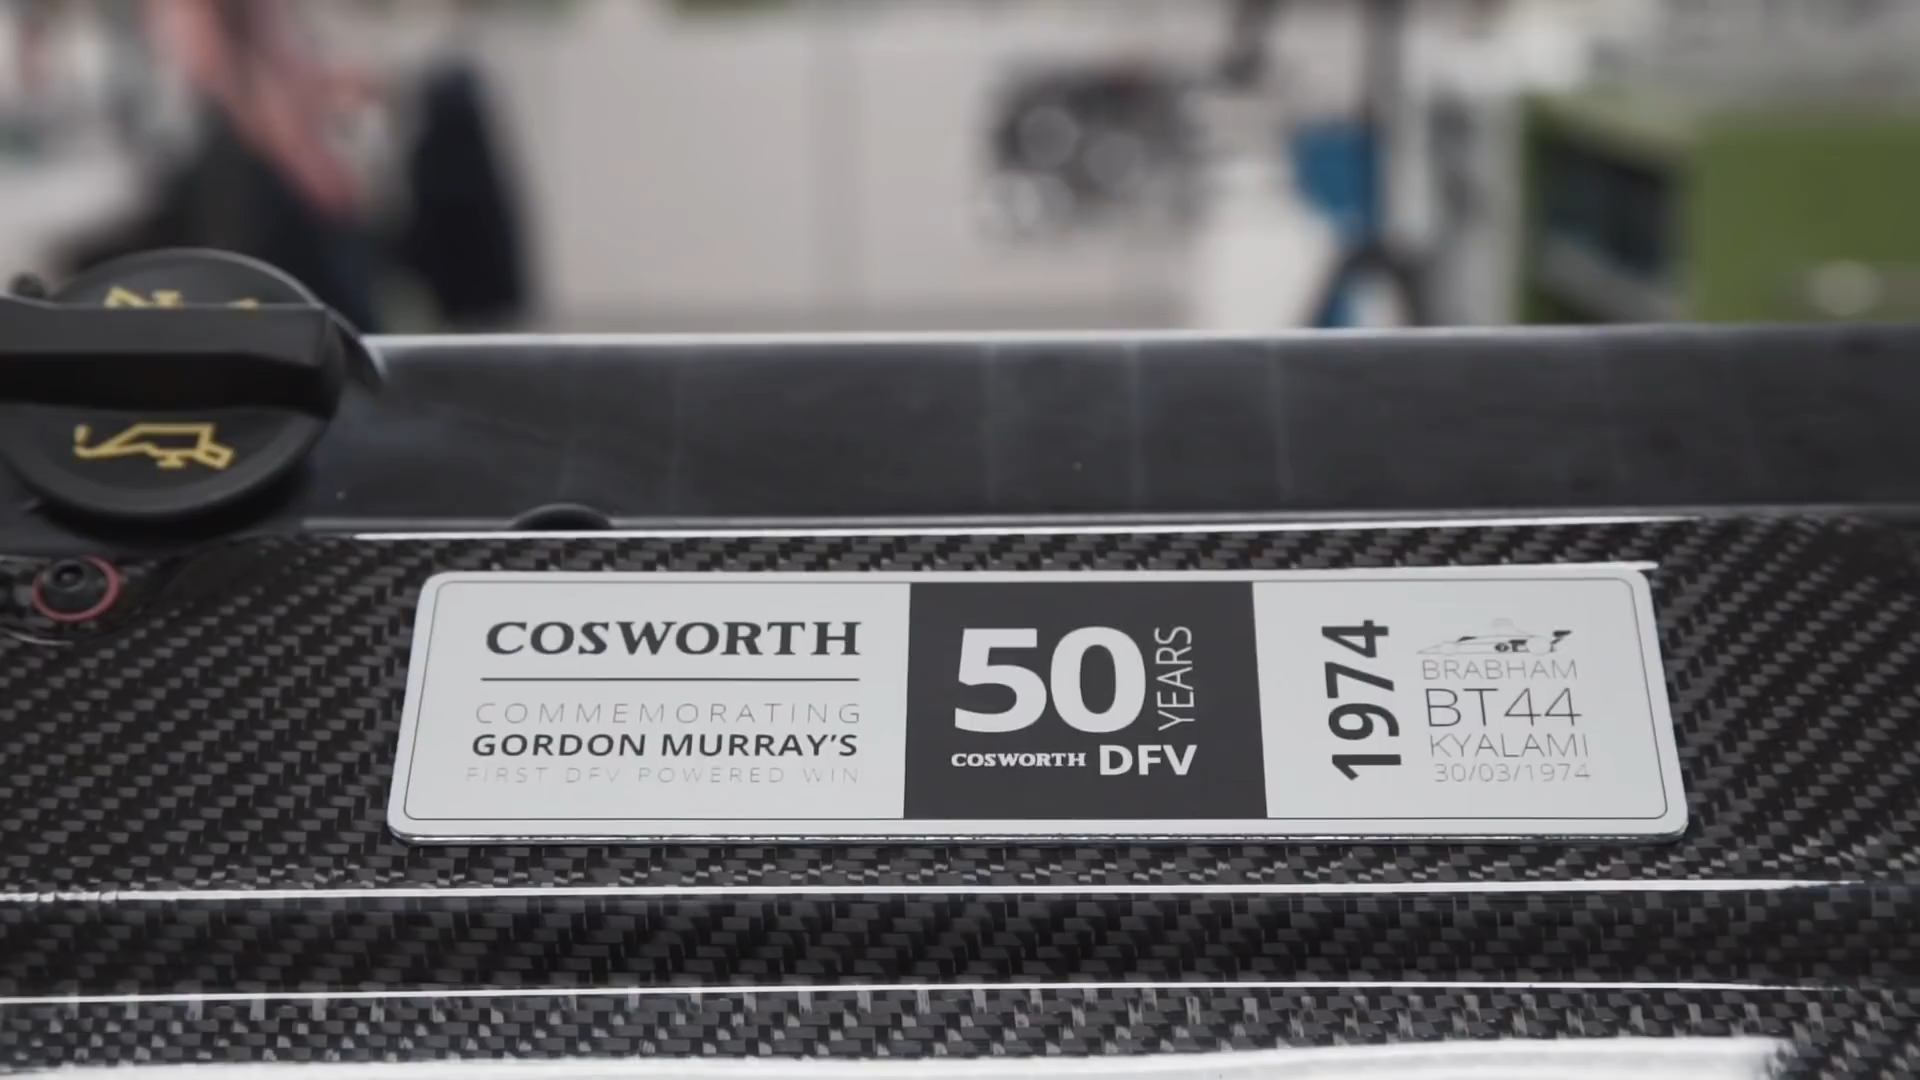 COSWORTH
COMMEMORATING
GORDON MURRAY'S
FIRST DFV POWERED WIN
50 YEARS
COSWORTH DFV
1974
BRABHAM
BT44
KYALAMI
30/03/1974